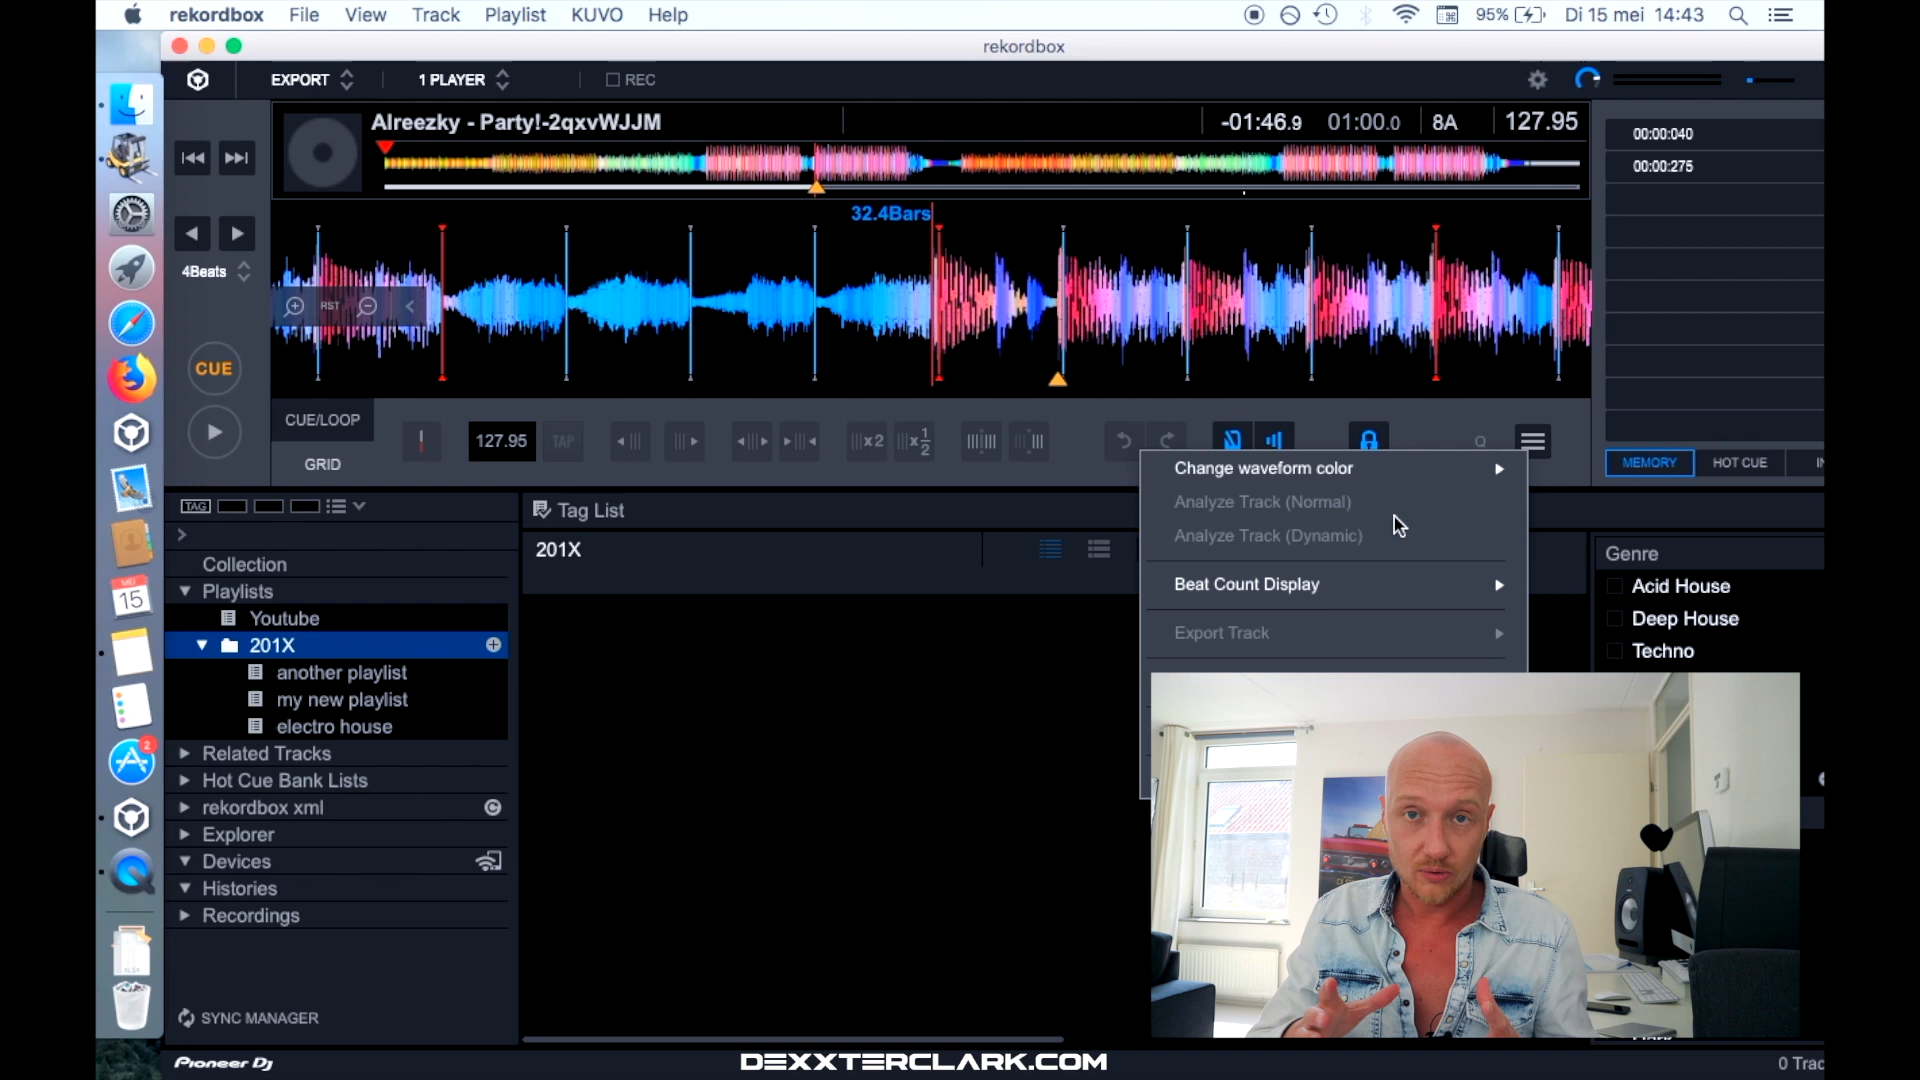 rekordbox File View Track Playlist KUVO Help 95% Di 15 mei 14:43
rekordbox
EXPORT 1 PLAYER REC
Alreezky - Party!-2qxvWJJM -01:46.9 01:00.0 8A 127.95
00:00:040
00:00:275
32.4Bars
4Beats
RST
CUE
CUE/LOOP
GRID
127.95 TAP x2 x1/2 Q
MEMORY HOT CUE
Change waveform color
Analyze Track (Normal)
Analyze Track (Dynamic)
Beat Count Display
Export Track
TAG
Tag List
201X
Collection
Playlists
Youtube
201X
another playlist
my new playlist
electro house
Related Tracks
Hot Cue Bank Lists
rekordbox xml
Explorer
Devices
Histories
Recordings
SYNC MANAGER
Genre
Acid House
Deep House
Techno
MEI
15
2
Pioneer Dj
DEXXTERCLARK.COM